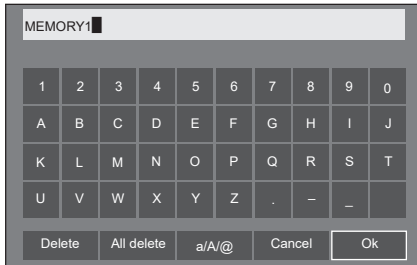 MEMORY1
1 2 3 4 5 6 7 8 9 0
A B C D E F G H I J
K L M N O P Q R S T
U V W X Y Z . – _
Delete All delete a/A/@ Cancel Ok